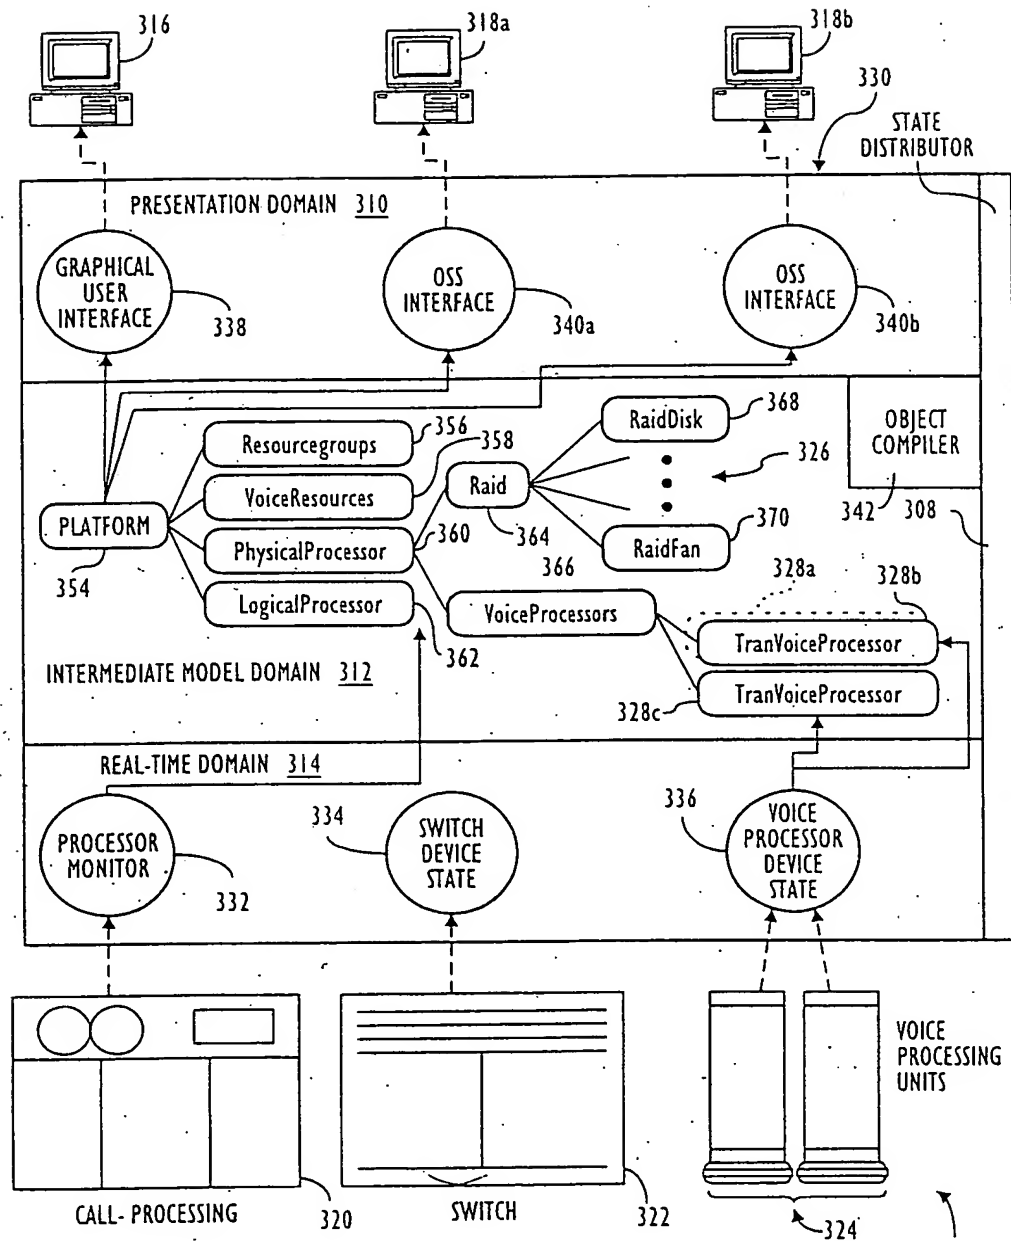 316
318a
318b
330
STATE
DISTRIBUTOR
PRESENTATION DOMAIN 310
GRAPHICAL
USER
INTERFACE
338
OSS
INTERFACE
340a
OSS
INTERFACE
340b
Resourcegroups
356
358
VoiceResources
PLATFORM
354
PhysicalProcessor
360
LogicalProcessor
362
Raid
364
366
RaidDisk
368
326
370
RaidFan
OBJECT
COMPILER
342
308
328a
328b
VoiceProcessors
TranVoiceProcessor
TranVoiceProcessor
328c
INTERMEDIATE MODEL DOMAIN 312
REAL-TIME DOMAIN 314
PROCESSOR
MONITOR
332
334
SWITCH
DEVICE
STATE
336
VOICE
PROCESSOR
DEVICE
STATE
VOICE
PROCESSING
UNITS
CALL- PROCESSING
320
SWITCH
322
324